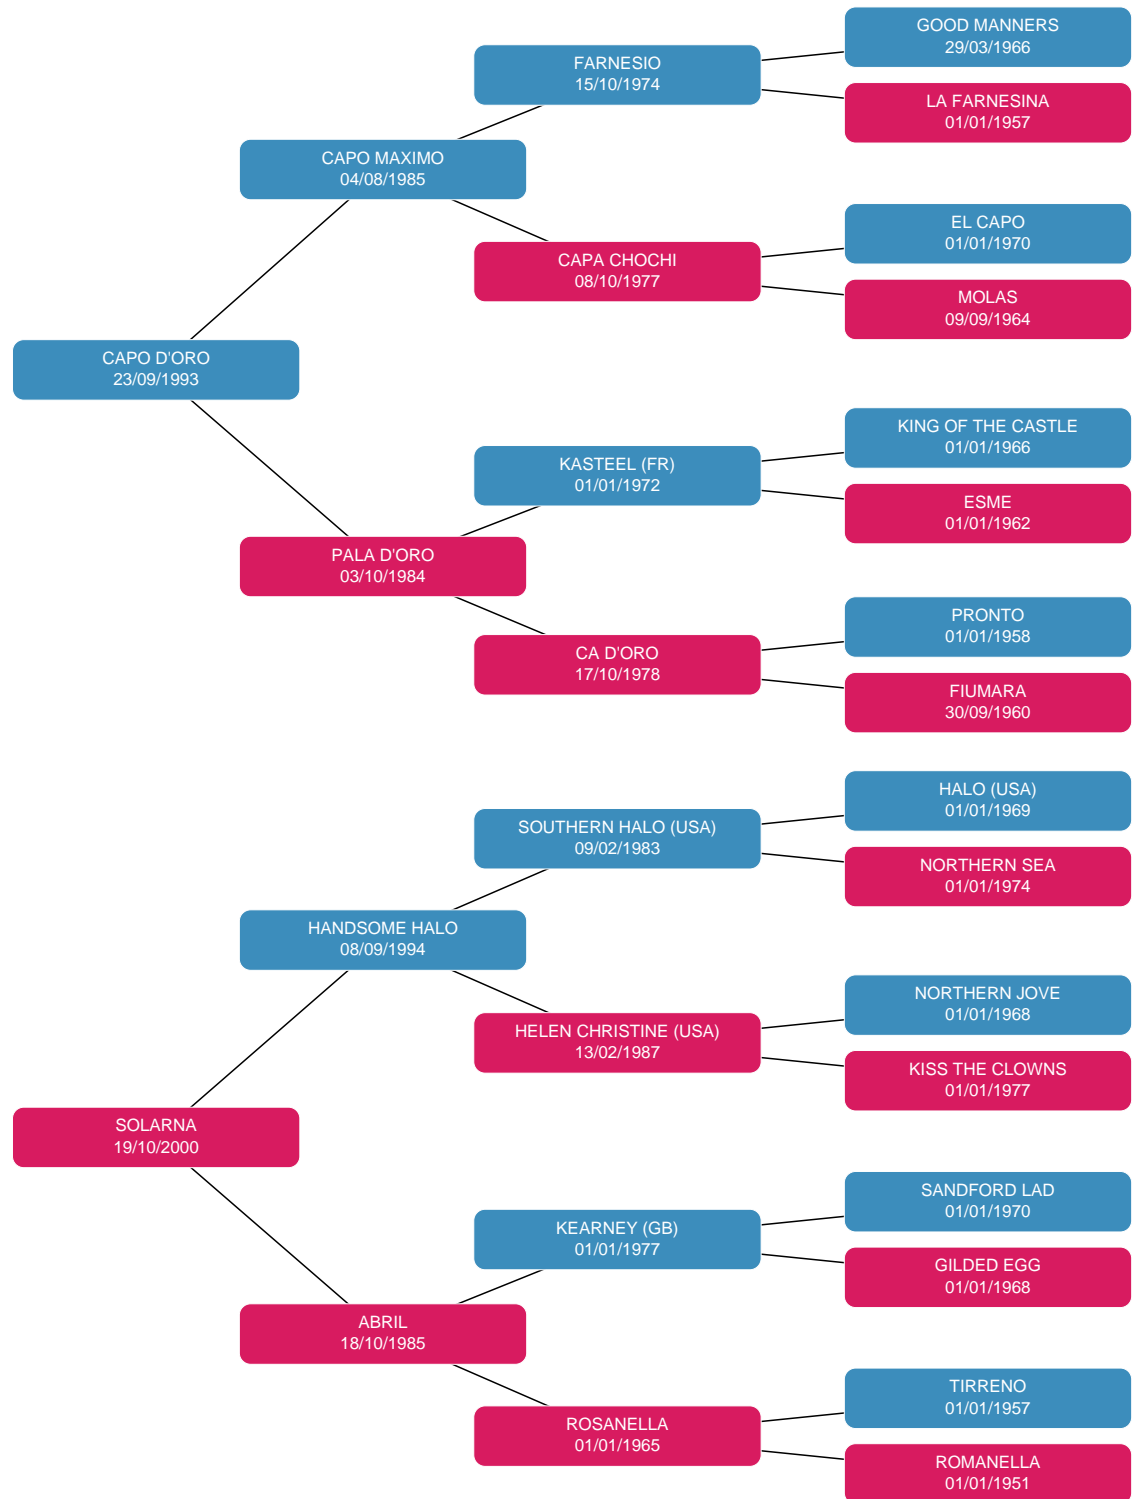 GOOD MANNERS
29/03/1966
FARNESIO
15/10/1974
LA FARNESINA
01/01/1957
CAPO MAXIMO
04/08/1985
EL CAPO
01/01/1970
CAPA CHOCHI
08/10/1977
MOLAS
09/09/1964
CAPO D'ORO
23/09/1993
KING OF THE CASTLE
01/01/1966
KASTEEL (FR)
01/01/1972
ESME
01/01/1962
PALA D'ORO
03/10/1984
PRONTO
01/01/1958
CA D'ORO
17/10/1978
FIUMARA
30/09/1960
HALO (USA)
01/01/1969
SOUTHERN HALO (USA)
09/02/1983
NORTHERN SEA
01/01/1974
HANDSOME HALO
08/09/1994
NORTHERN JOVE
01/01/1968
HELEN CHRISTINE (USA)
13/02/1987
KISS THE CLOWNS
01/01/1977
SOLARNA
19/10/2000
SANDFORD LAD
01/01/1970
KEARNEY (GB)
01/01/1977
GILDED EGG
01/01/1968
ABRIL
18/10/1985
TIRRENO
01/01/1957
ROSANELLA
01/01/1965
ROMANELLA
01/01/1951